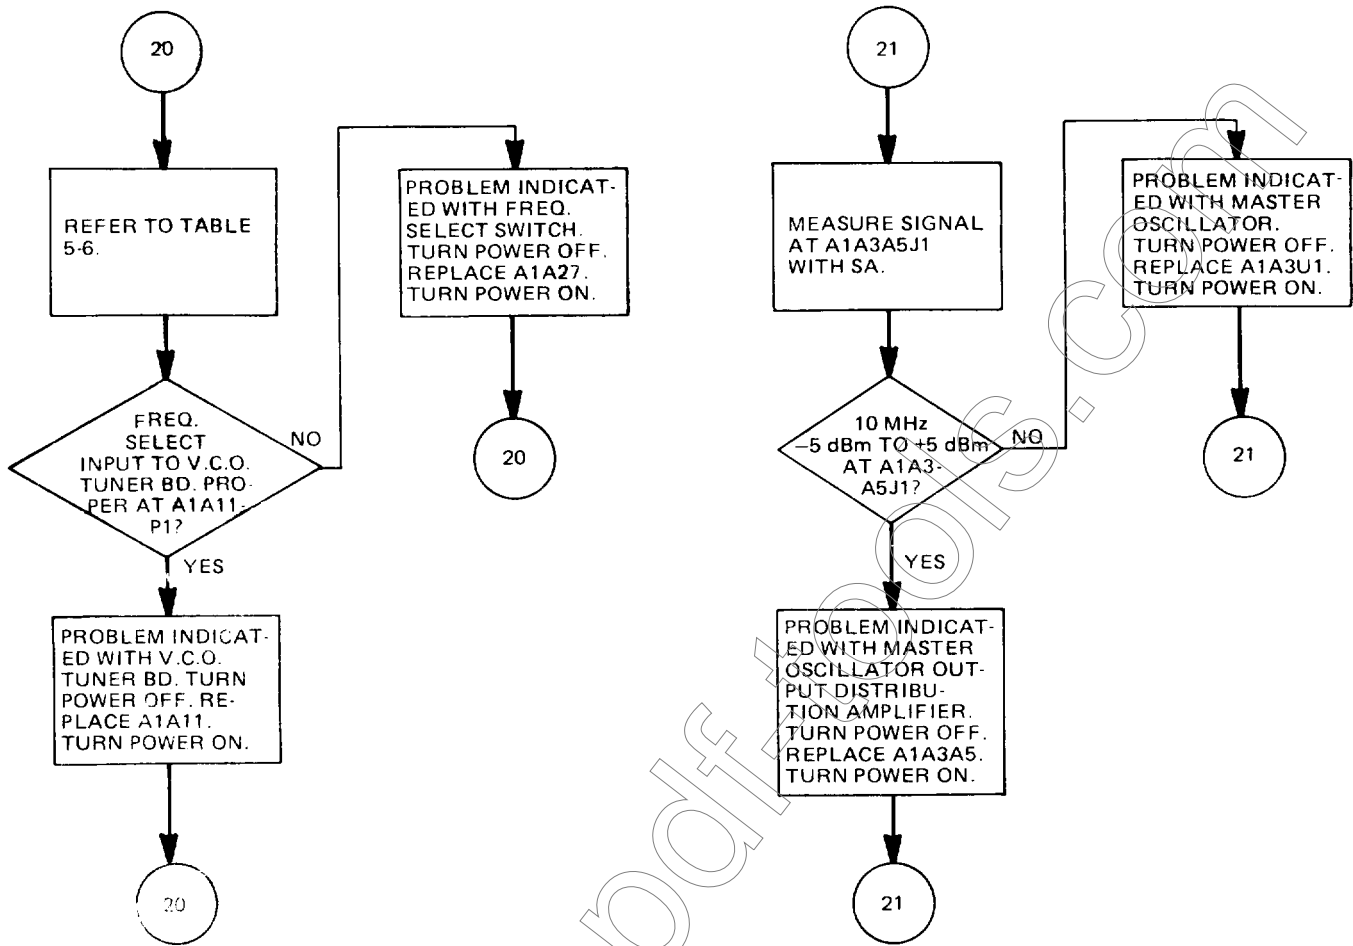 20
REFER TO TABLE
5-6.
FREQ.
SELECT
INPUT TO V.C.O.
TUNER BD. PRO-
PER AT A1A11-
P1?
NO
YES
PROBLEM INDICAT-
ED WITH FREQ.
SELECT SWITCH.
TURN POWER OFF.
REPLACE A1A27.
TURN POWER ON.
20
PROBLEM INDICAT-
ED WITH V.C.O.
TUNER BD. TURN
POWER OFF. RE-
PLACE A1A11.
TURN POWER ON.
20
21
MEASURE SIGNAL
AT A1A3A5J1
WITH SA.
10 MHz
–5 dBm TO +5 dBm
AT A1A3-
A5J1?
NO
YES
PROBLEM INDICAT-
ED WITH MASTER
OSCILLATOR.
TURN POWER OFF.
REPLACE A1A3U1.
TURN POWER ON.
21
PROBLEM INDICAT-
ED WITH MASTER
OSCILLATOR OUT-
PUT DISTRIBU-
TION AMPLIFIER.
TURN POWER OFF.
REPLACE A1A3A5.
TURN POWER ON.
21
pdf-tools.com